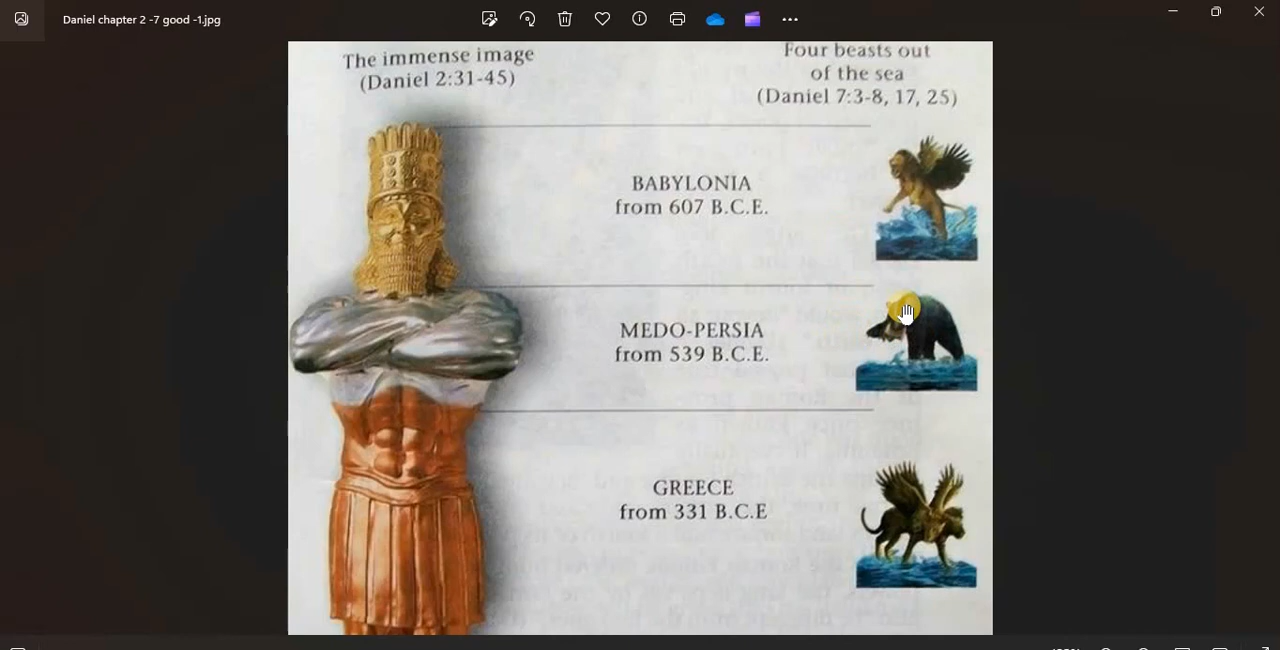 Daniel chapter 2 -7 good -1.jpg
The immense image
(Daniel 2:31-45)
Four beasts out
of the sea
(Daniel 7:3-8, 17, 25)
BABYLONIA
from 607 B.C.E.
MEDO-PERSIA
from 539 B.C.E.
GREECE
from 331 B.C.E